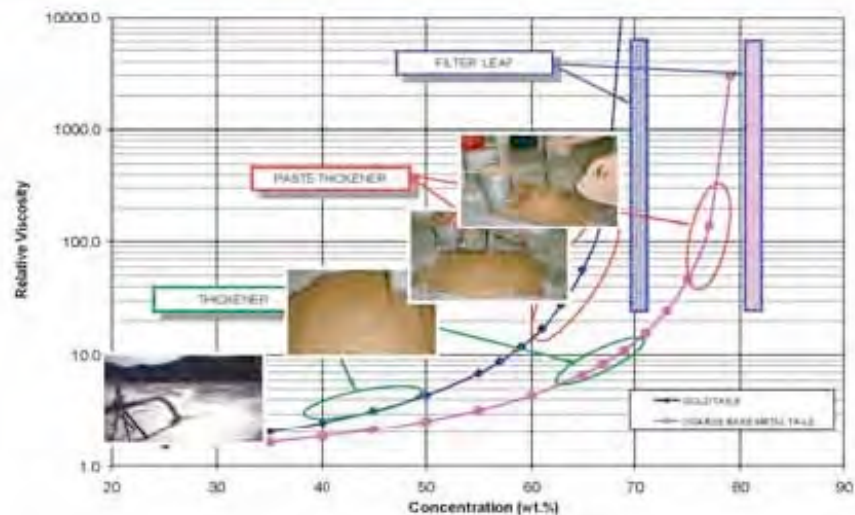 10000.0
1000.0
100.0
10.0
1.0
Relative Viscosity
FILTER LEAF
PASTE THICKENER
THICKENER
GOLD TAILS
COARSE BASE METAL TAILS
20 30 40 50 60 70 80 90
Concentration (wt.%)